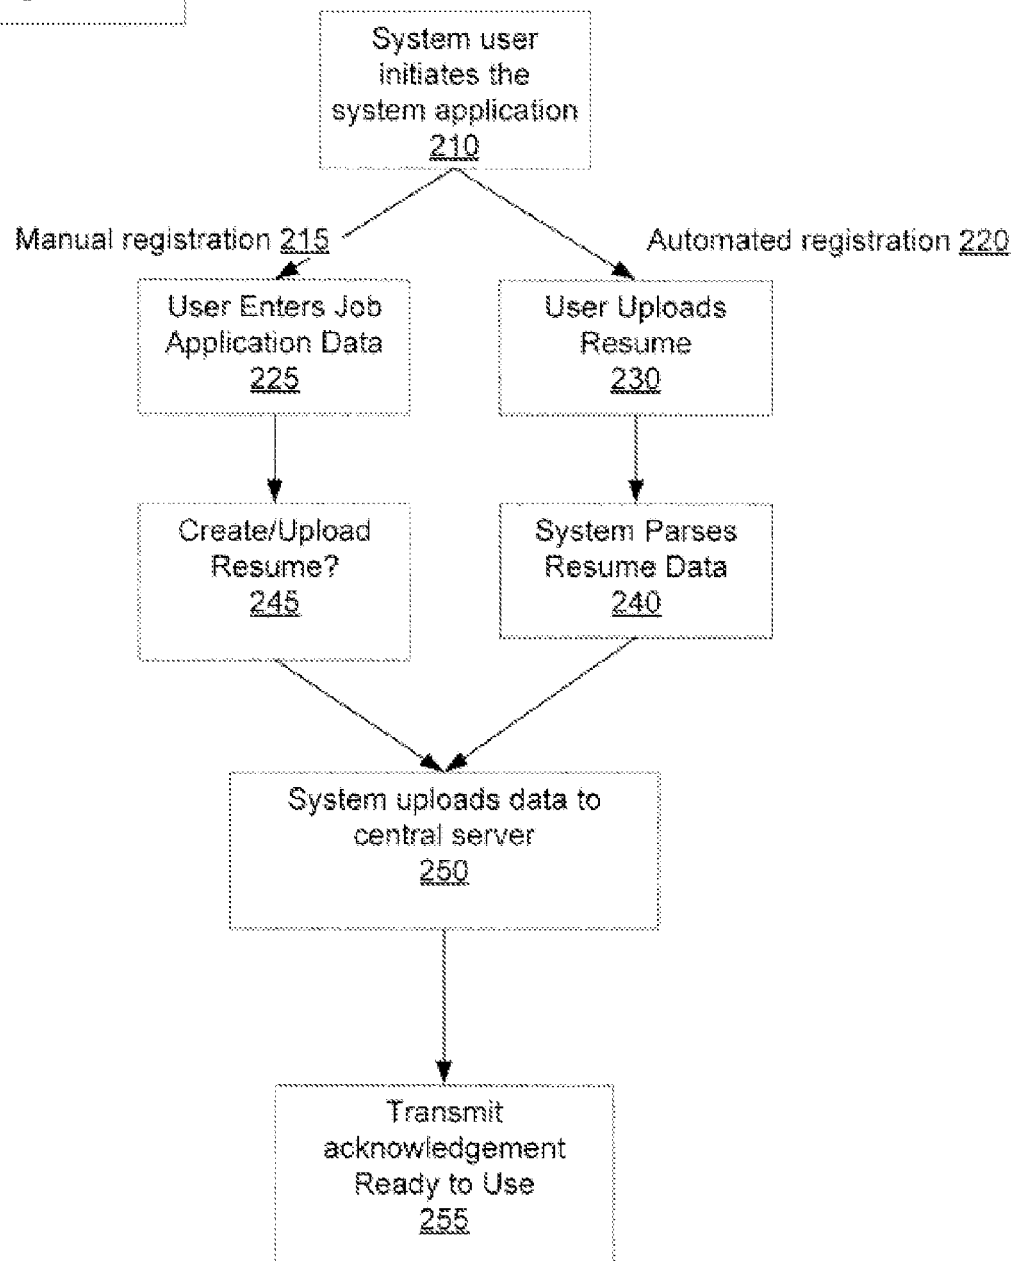 System user
initiates the
system application
210
Manual registration 215
Automated registration 220
User Enters Job
Application Data
225
User Uploads
Resume
230
Create/Upload
Resume?
245
System Parses
Resume Data
240
System uploads data to
central server
250
Transmit
acknowledgement
Ready to Use
255